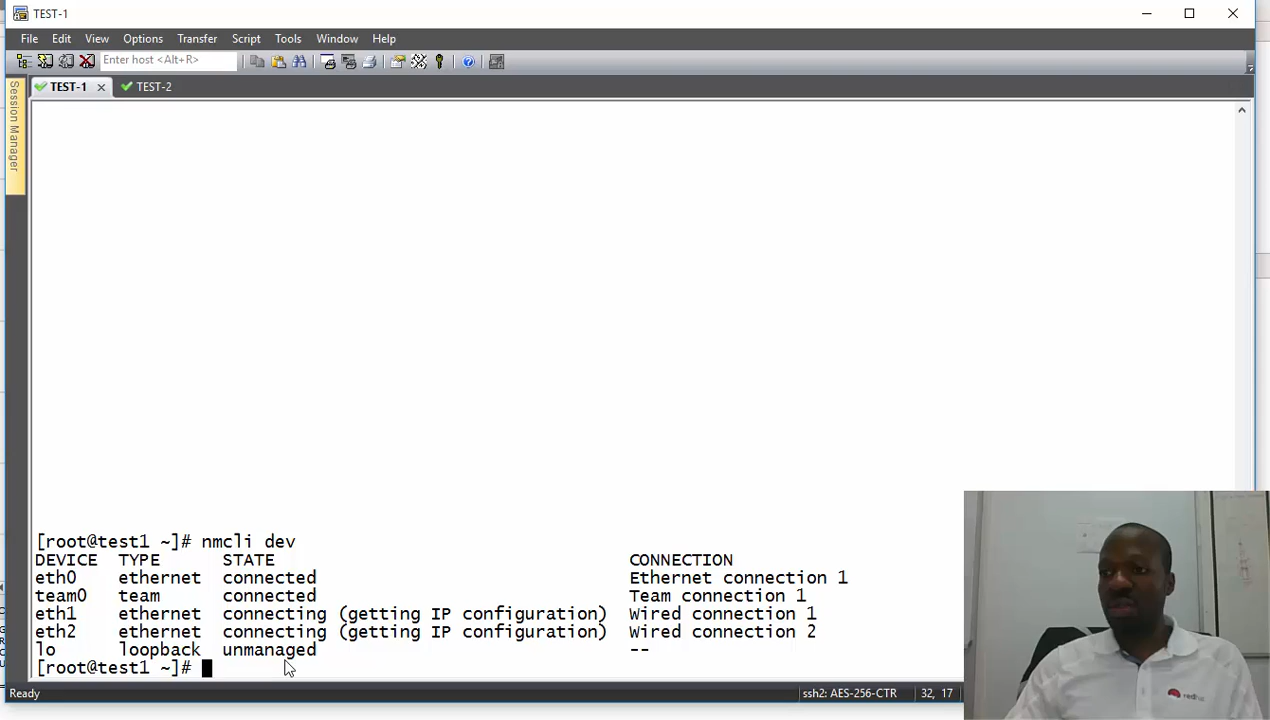 TEST-1
File Edit View Options Transfer Script Tools Window Help
Enter host <Alt+R>
Session Manager
TEST-1 TEST-2
[root@test1 ~]# nmcli dev
DEVICE TYPE STATE CONNECTION
eth0 ethernet connected Ethernet connection 1
team0 team connected Team connection 1
eth1 ethernet connecting (getting IP configuration) Wired connection 1
eth2 ethernet connecting (getting IP configuration) Wired connection 2
lo loopback unmanaged --
[root@test1 ~]#
Ready ssh2: AES-256-CTR 32, 17